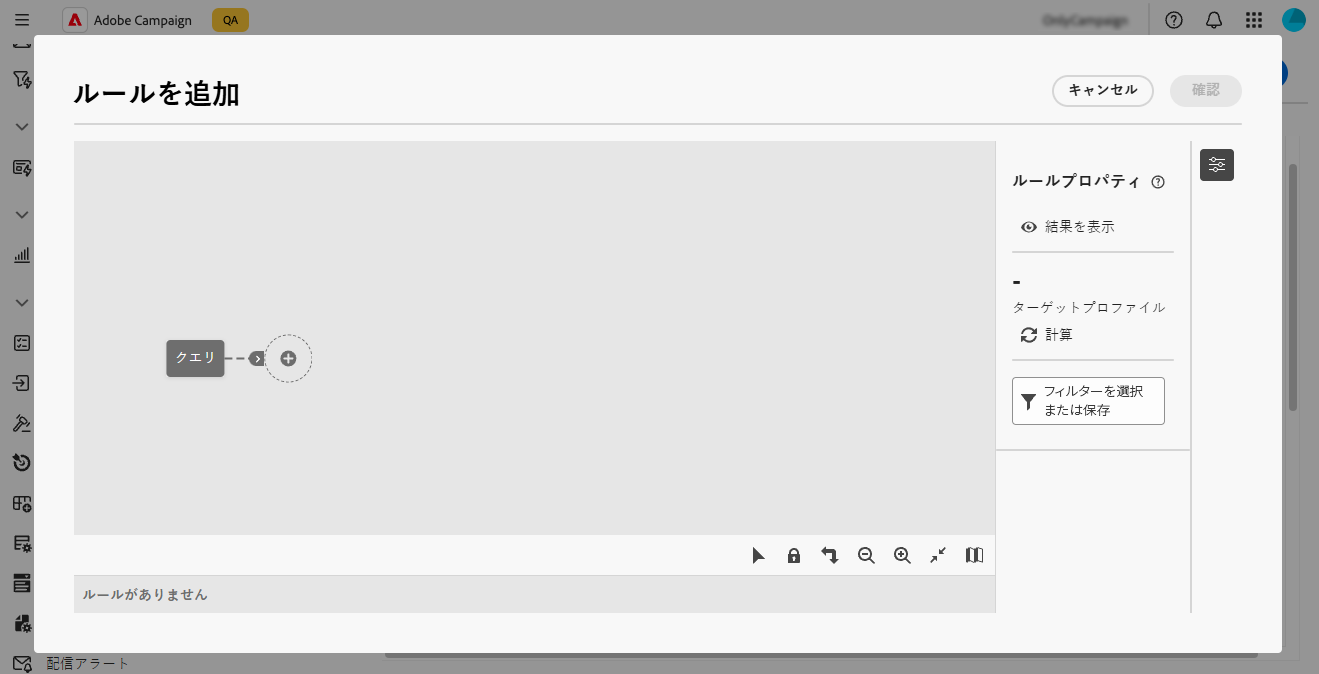 Adobe Campaign
QA
ルールを追加
キャンセル
確認
ルールプロパティ
結果を表示
-
ターゲットプロファイル
計算
フィルターを選択
または保存
クエリ
ルールがありません
配信アラート